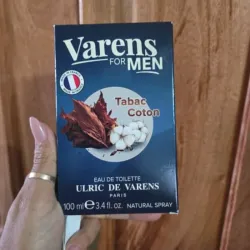 Varens
FOR MEN
Tabac
Coton
EAU DE TOILETTE
ULRIC DE VARENS
PARIS
100 ml e 3.4 fl. oz. NATURAL SPRAY